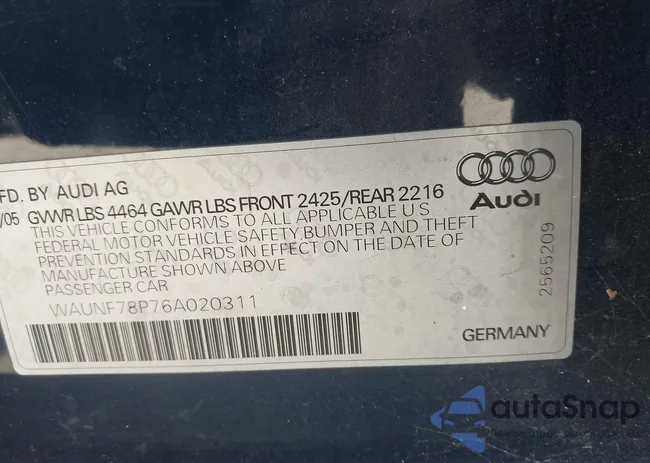 FD. BY AUDI AG
/05 GVWR LBS 4464 GAWR LBS FRONT 2425/REAR 2216
THIS VEHICLE CONFORMS TO ALL APPLICABLE U.S
FEDERAL MOTOR VEHICLE SAFETY BUMPER AND THEFT
PREVENTION STANDARDS IN EFFECT ON THE DATE OF
MANUFACTURE SHOWN ABOVE
PASSENGER CAR
WAUNF78P76A020311
Audi
2565209
GERMANY
autoSnap